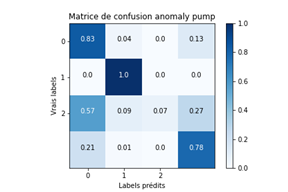 Matrice de confusion anomaly pump
1.0
0 0.83 0.04 0.0 0.13
0.8
1 0.0 1.0 0.0 0.0
0.6
Vrais labels
2 0.57 0.09 0.07 0.27
0.4
0.2
0.21 0.01 0.0 0.78
0.0
0 1 2
Labels prédits